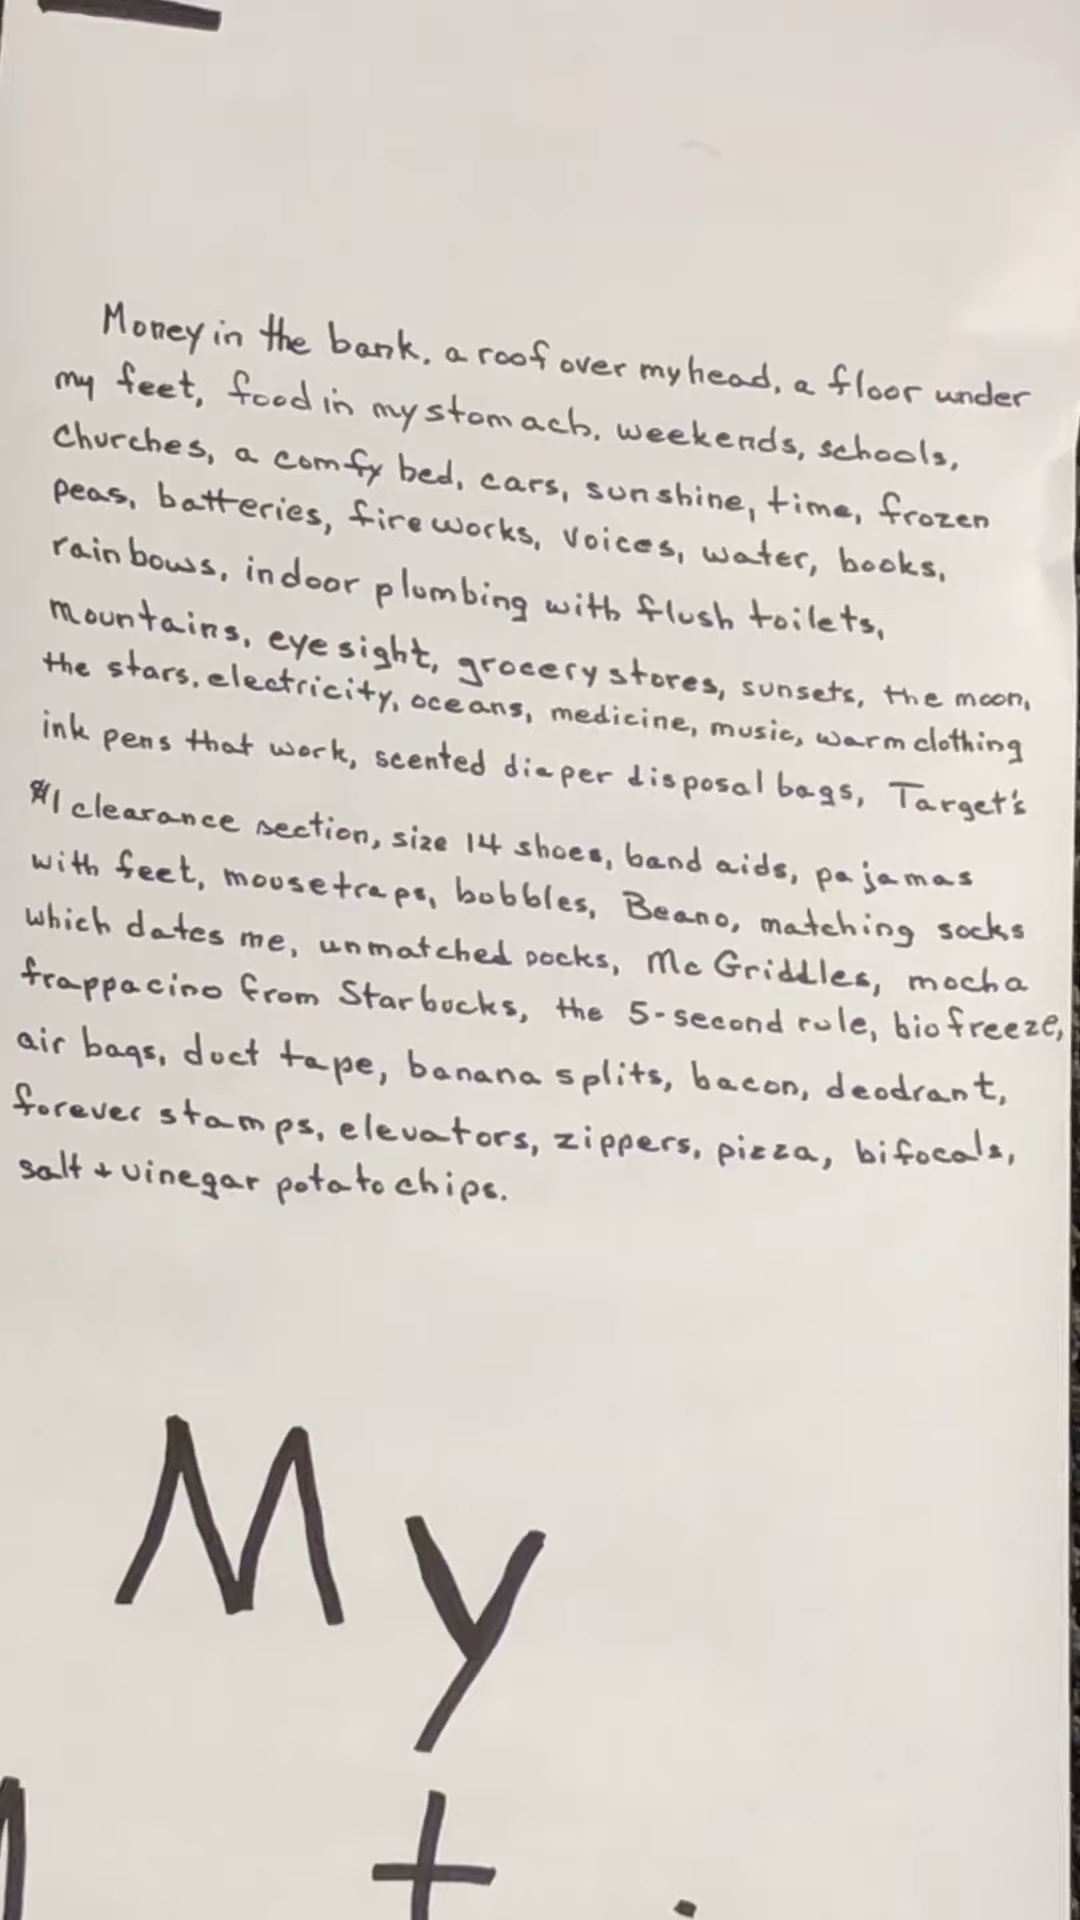 Money in the bank, a roof over my head, a floor under
my feet, food in my stomach, weekends, schools,
churches, a comfy bed, cars, sunshine, time, frozen
peas, batteries, fireworks, voices, water, books,
rainbows, indoor plumbing with flush toilets,
mountains, eyesight, grocery stores, sunsets, the moon,
the stars, electricity, oceans, medicine, music, warm clothing
ink pens that work, scented diaper disposal bags, Target's
$1 clearance section, size 14 shoes, band aids, pajamas
with feet, mousetraps, bubbles, Beano, matching socks
which dates me, unmatched socks, McGriddles, mocha
frappacino from Starbucks, the 5-second rule, biofreeze,
air bags, duct tape, banana splits, bacon, deodrant,
forever stamps, elevators, zippers, pizza, bifocals,
salt + vinegar potato chips.
My